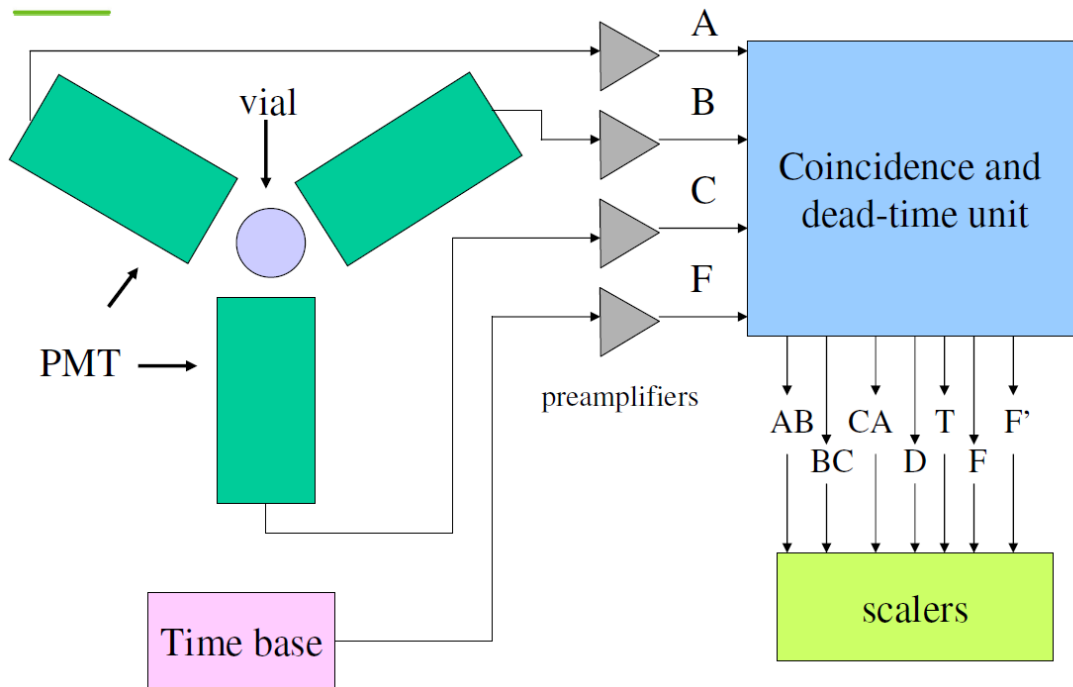 A
vial
B
Coincidence and
dead-time unit
C
F
PMT
preamplifiers
AB
CA
T
F’
BC
D
F
scalers
Time base